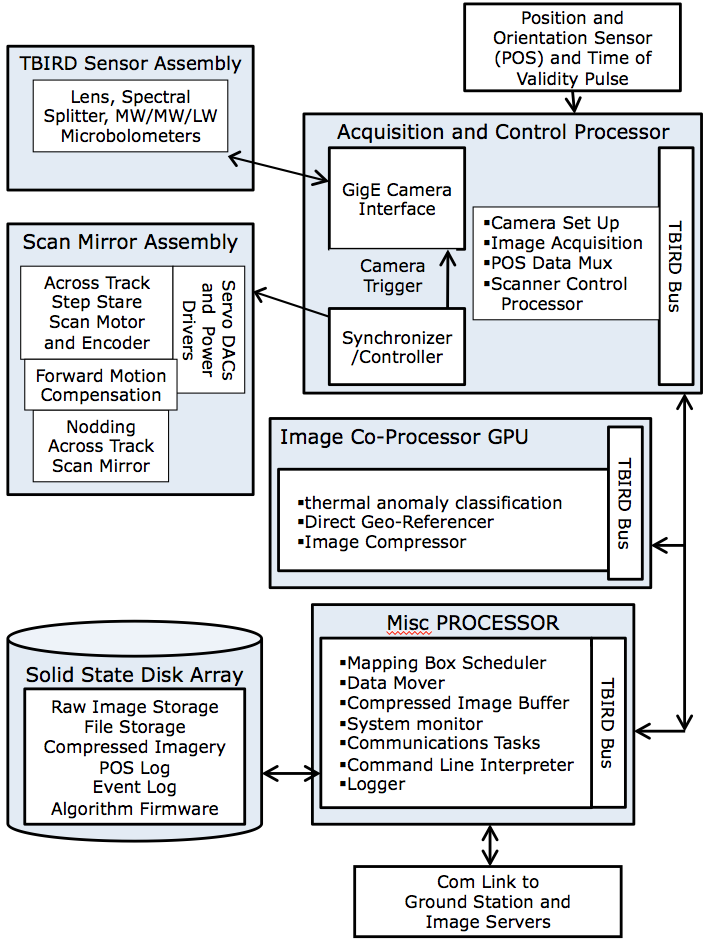 Position and
Orientation Sensor
(POS) and Time of
Validity Pulse
TBIRD Sensor Assembly
Lens, Spectral
Splitter, MW/MW/LW
Microbolometers
Acquisition and Control Processor
GigE Camera
Interface
Camera
Trigger
Synchronizer
/Controller
▪Camera Set Up
▪Image Acquisition
▪POS Data Mux
▪Scanner Control
Processor
TBIRD Bus
Scan Mirror Assembly
Across Track
Step Stare
Scan Motor
and Encoder
Servo DACs
and Power
Drivers
Forward Motion
Compensation
Nodding
Across Track
Scan Mirror
Image Co-Processor GPU
▪thermal anomaly classification
▪Direct Geo-Referencer
▪Image Compressor
TBIRD Bus
Misc PROCESSOR
▪Mapping Box Scheduler
▪Data Mover
▪Compressed Image Buffer
▪System monitor
▪Communications Tasks
▪Command Line Interpreter
▪Logger
TBIRD Bus
Solid State Disk Array
Raw Image Storage
File Storage
Compressed Imagery
POS Log
Event Log
Algorithm Firmware
Com Link to
Ground Station and
Image Servers